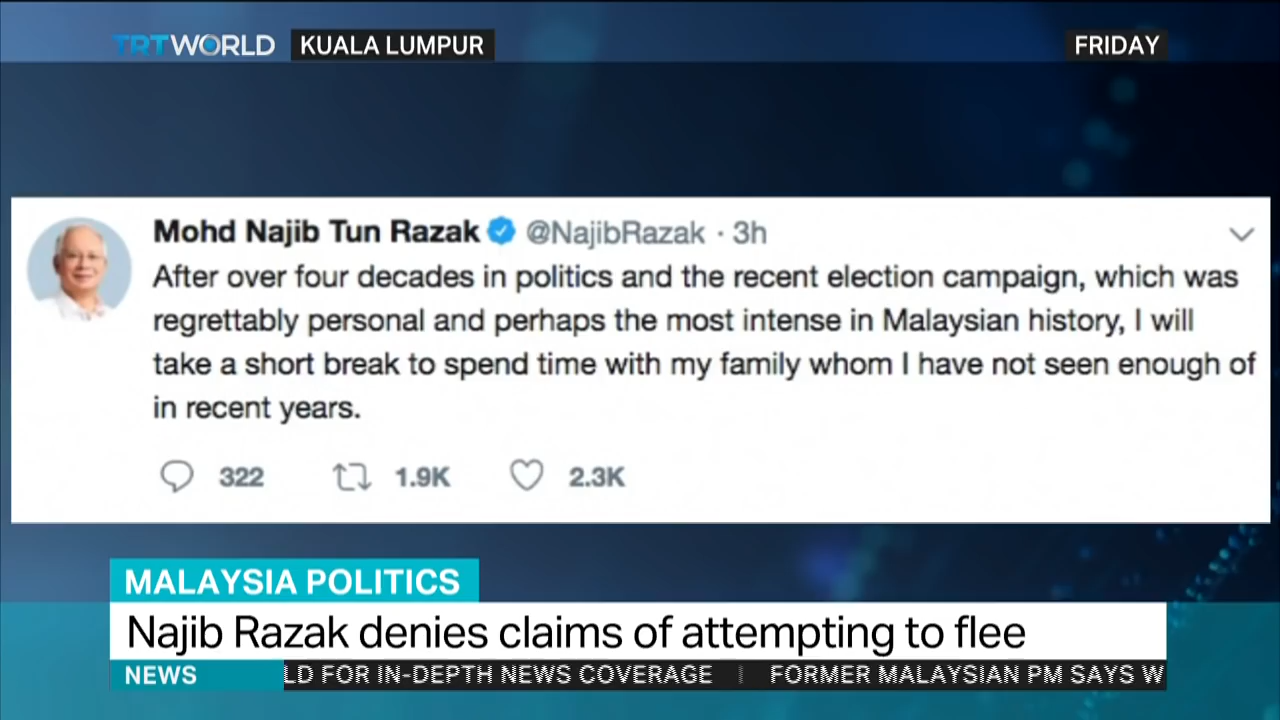 TRT WORLD KUALA LUMPUR FRIDAY
Mohd Najib Tun Razak @NajibRazak · 3h
After over four decades in politics and the recent election campaign, which was
regrettably personal and perhaps the most intense in Malaysian history, I will
take a short break to spend time with my family whom I have not seen enough of
in recent years.
322 1.9K 2.3K
MALAYSIA POLITICS
Najib Razak denies claims of attempting to flee
NEWS LD FOR IN-DEPTH NEWS COVERAGE | FORMER MALAYSIAN PM SAYS W